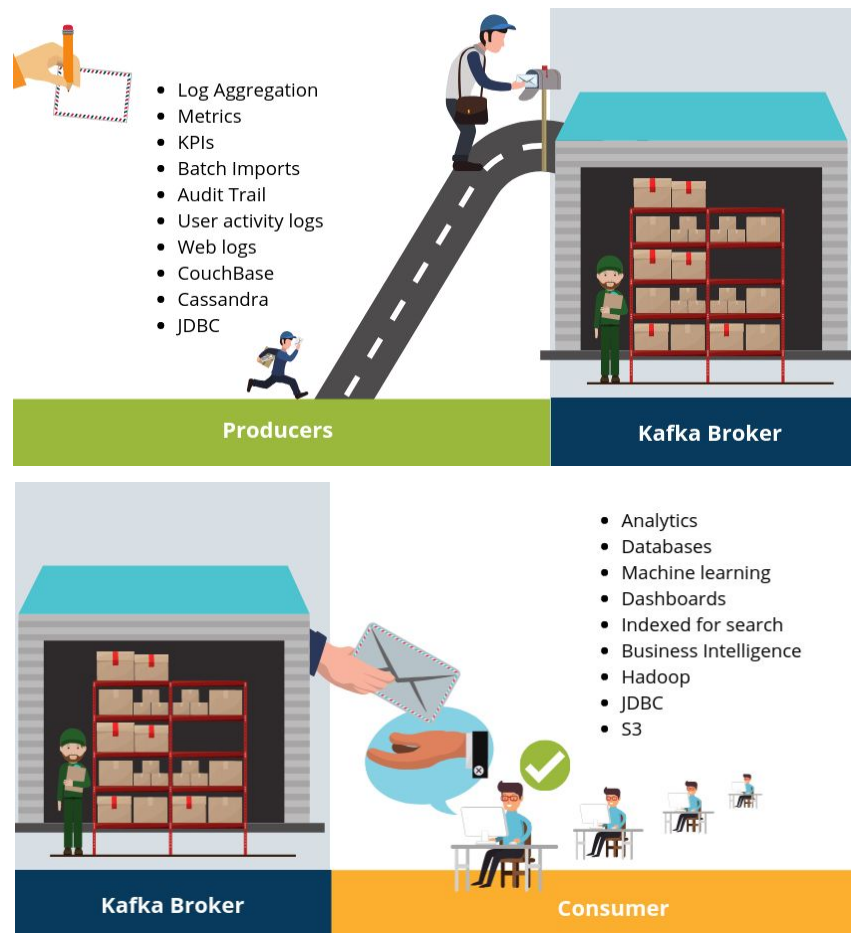 Log Aggregation
Metrics
KPIs
Batch Imports
Audit Trail
User activity logs
Web logs
CouchBase
Cassandra
JDBC
Producers
Kafka Broker
Analytics
Databases
Machine learning
Dashboards
Indexed for search
Business Intelligence
Hadoop
JDBC
S3
Kafka Broker
Consumer